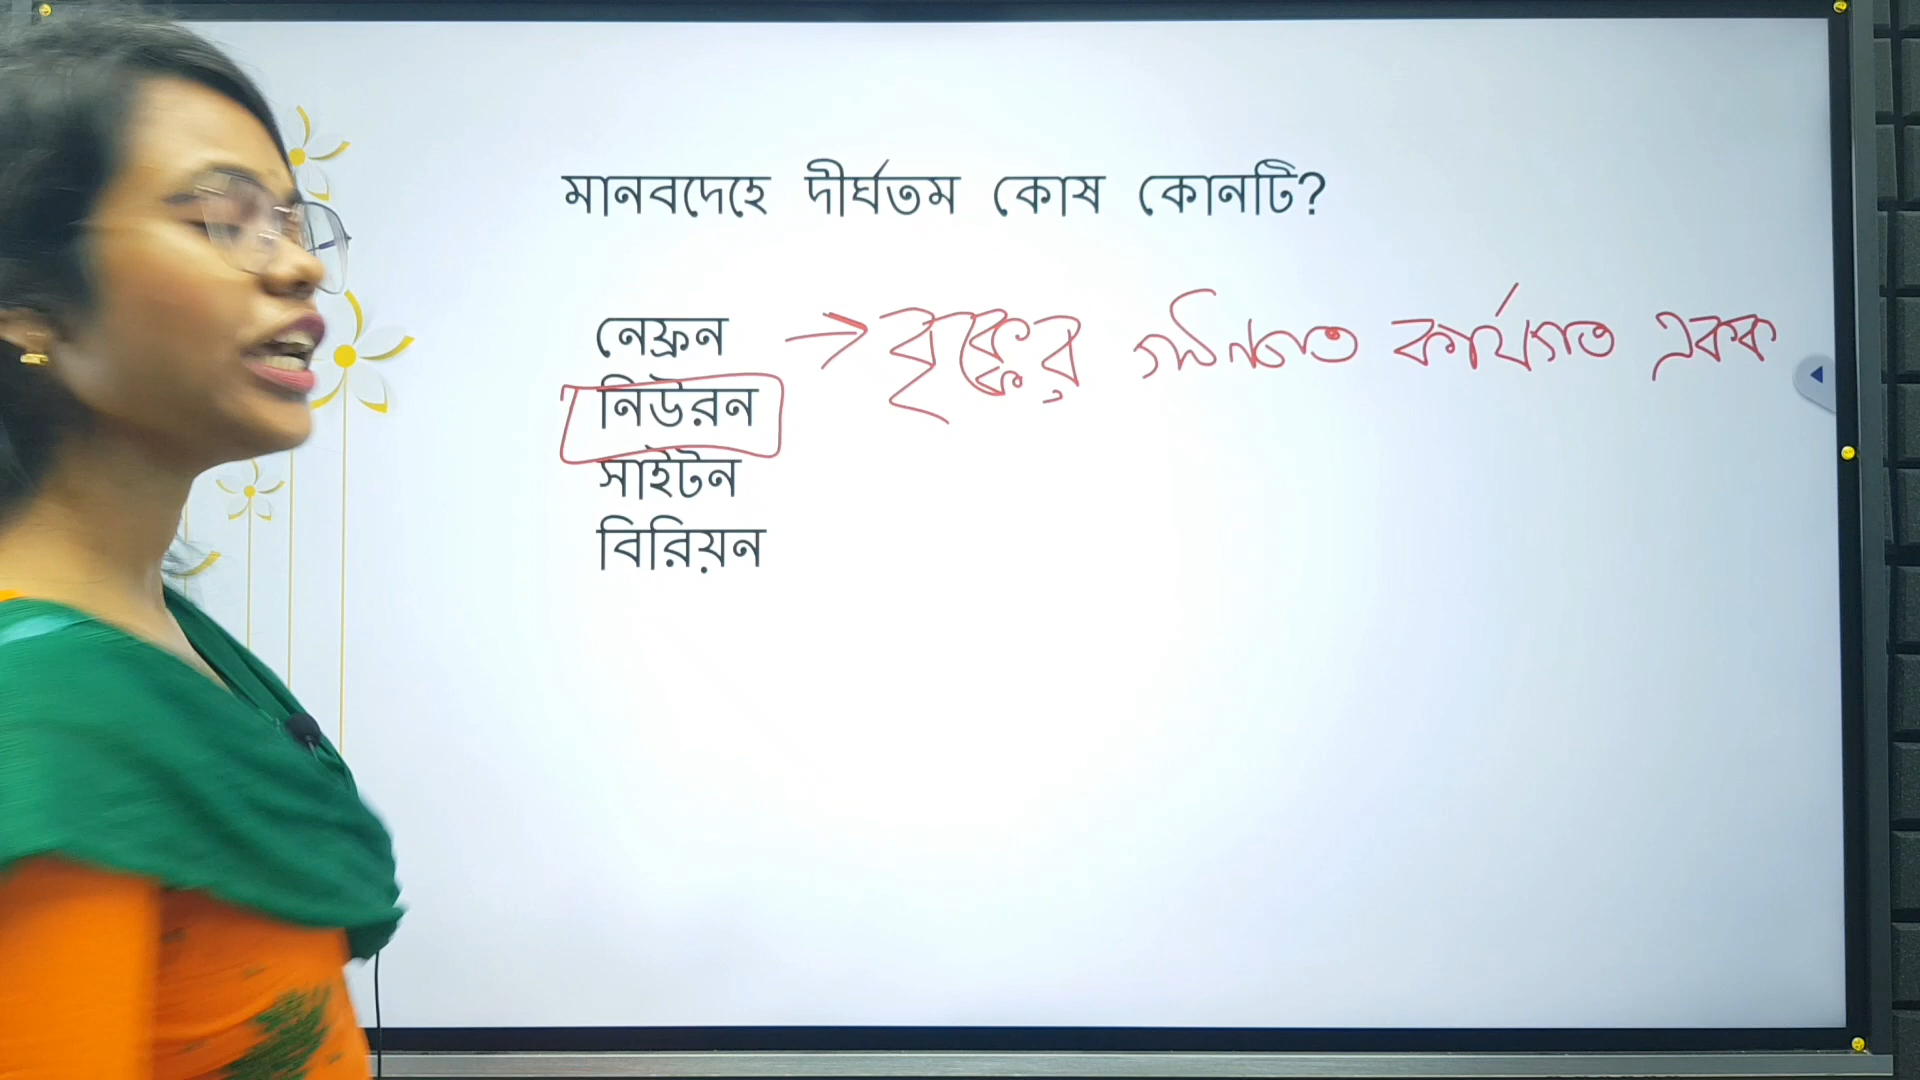 মানবদেহে দীর্ঘতম কোষ কোনটি?
নেফ্রন → বৃক্কের গঠনগত কার্যগত একক
নিউরন
সাইটন
বিরিয়ন